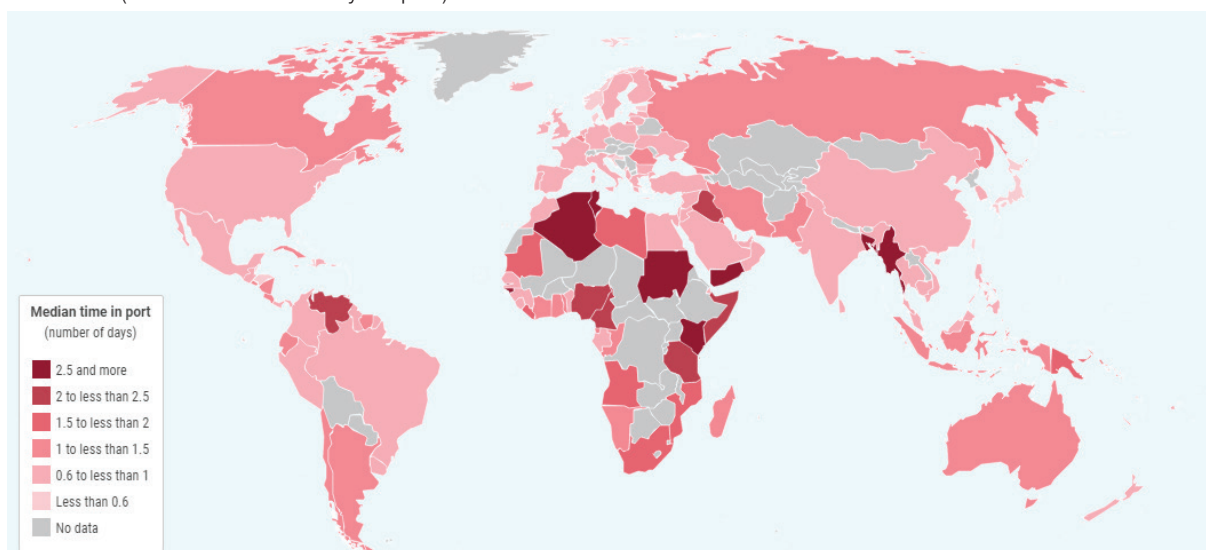 Median time in port
(number of days)
2.5 and more
2 to less than 2.5
1.5 to less than 2
1 to less than 1.5
0.6 to less than 1
Less than 0.6
No data